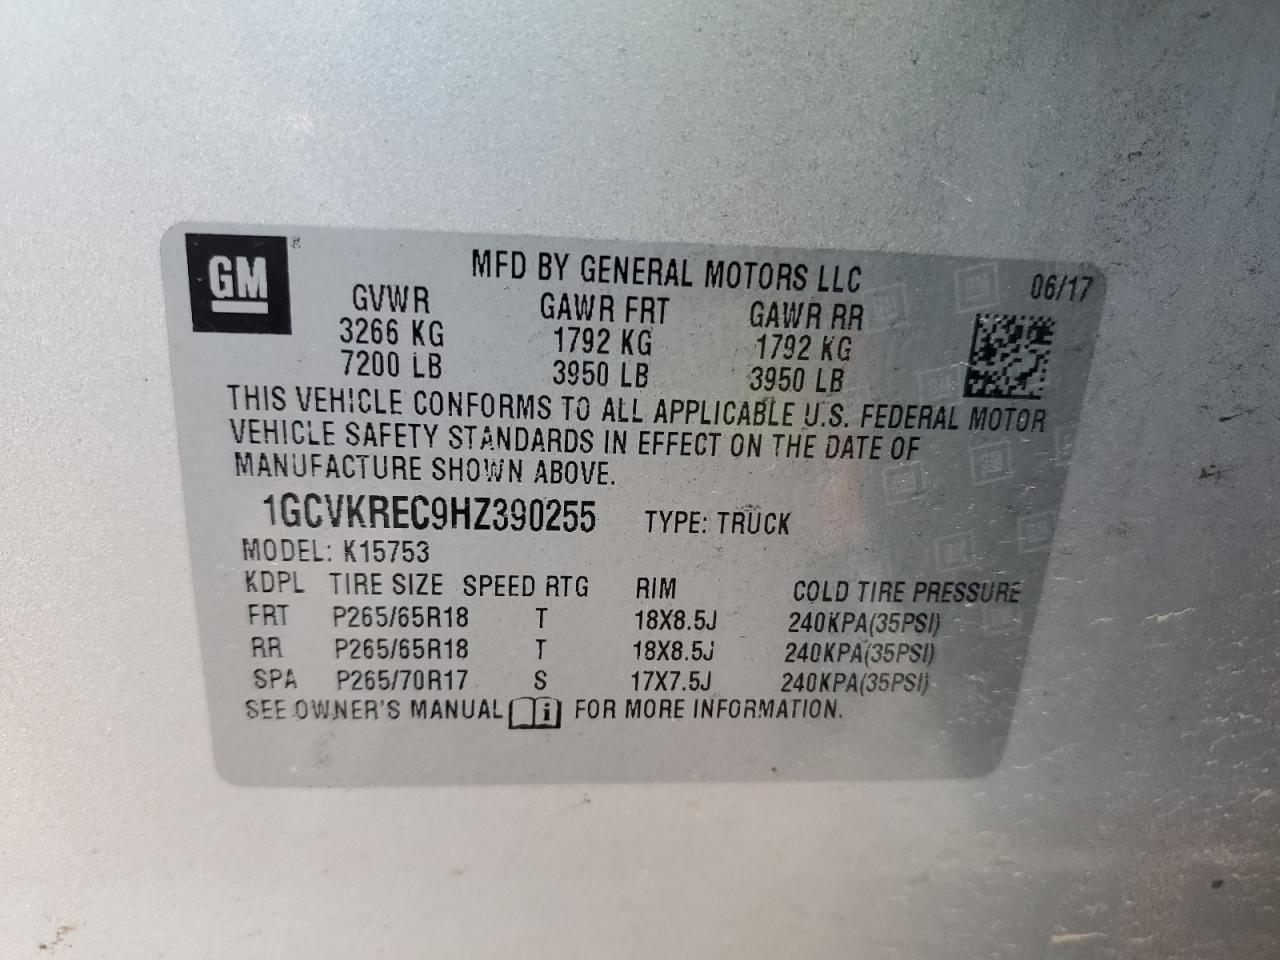 GM
MFD BY GENERAL MOTORS LLC 06/17
GVWR GAWR FRT GAWR RR
3266 KG 1792 KG 1792 KG
7200 LB 3950 LB 3950 LB
THIS VEHICLE CONFORMS TO ALL APPLICABLE U.S. FEDERAL MOTOR
VEHICLE SAFETY STANDARDS IN EFFECT ON THE DATE OF
MANUFACTURE SHOWN ABOVE.
1GCVKREC9HZ390255 TYPE: TRUCK
MODEL: K15753
KDPL TIRE SIZE SPEED RTG RIM COLD TIRE PRESSURE
FRT P265/65R18 T 18X8.5J 240KPA(35PSI)
RR P265/65R18 T 18X8.5J 240KPA(35PSI)
SPA P265/70R17 S 17X7.5J 240KPA(35PSI)
SEE OWNER'S MANUAL i FOR MORE INFORMATION.